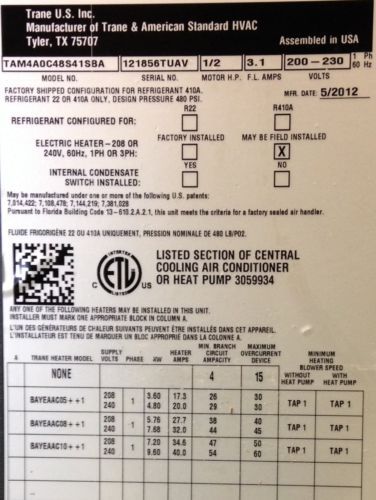 Trane U.S. Inc.
Manufacturer of Trane & American Standard HVAC
Tyler, TX 75707
Assembled in USA
TAM4A0C48S41SBA 121856TUAV 1/2 3.1 200-230 1 Ph 60 Hz
MODEL NO. SERIAL NO. MOTOR H.P. F.L. AMPS VOLTS
FACTORY SHIPPED CONFIGURATION FOR REFRIGERANT 410A.
REFRIGERANT 22 OR 410A ONLY, DESIGN PRESSURE 480 PSI.
MFR. DATE 5/2012
R22 R410A
REFRIGERANT CONFIGURED FOR:
FACTORY INSTALLED MAY BE FIELD INSTALLED
ELECTRIC HEATER-208 OR
240V, 60Hz, 1PH OR 3PH: X
YES NO
INTERNAL CONDENSATE
SWITCH INSTALLED:
May be manufactured under one or more of the following U.S. patents:
7,014,422; 7,108,478; 7,144,219; 7,381,028
Pursuant to Florida Building Code 13-610.2.A.2.1, this unit meets the criteria for a factory sealed air handler.
FLUIDE FRIGORIGÈNE 22 OU 410A UNIQUEMENT, PRESSION NOMINALE DE 480 LB/PO2.
INTERTEK
C ETL US
LISTED SECTION OF CENTRAL
COOLING AIR CONDITIONER
OR HEAT PUMP 3059934
ANY ONE OF THE FOLLOWING HEATERS MAY BE INSTALLED IN THIS UNIT.
INSTALLER MUST MARK ONE APPROPRIATE BLOCK IN COLUMN A.
L'UN DES GÉNÉRATEURS DE CHALEUR SUIVANTS PEUVENT ÊTRE INSTALLÉ DANS CET APPAREIL.
L'INSTALLATEUR EST TENU DE MARQUER UN BLOC APPROPRIÉ DANS LA COLONNE A.
A TRANE HEATER MODEL SUPPLY VOLTS PHASE KW HEATER AMPS MIN. BRANCH CIRCUIT AMPACITY MAXIMUM OVERCURRENT DEVICE MINIMUM HEATING BLOWER SPEED WITHOUT HEAT PUMP WITH HEAT PUMP
NONE 4 15
BAYEAAC05++1 208 240 1 3.60 4.80 17.3 20.0 26 29 30 30 TAP 1 TAP 1
BAYEAAC08++1 208 240 1 5.76 7.68 27.7 32.0 38 44 40 45 TAP 1 TAP 1
BAYEAAC10++1 208 240 1 7.20 9.60 34.6 40.0 47 54 50 60 TAP 1 TAP 1